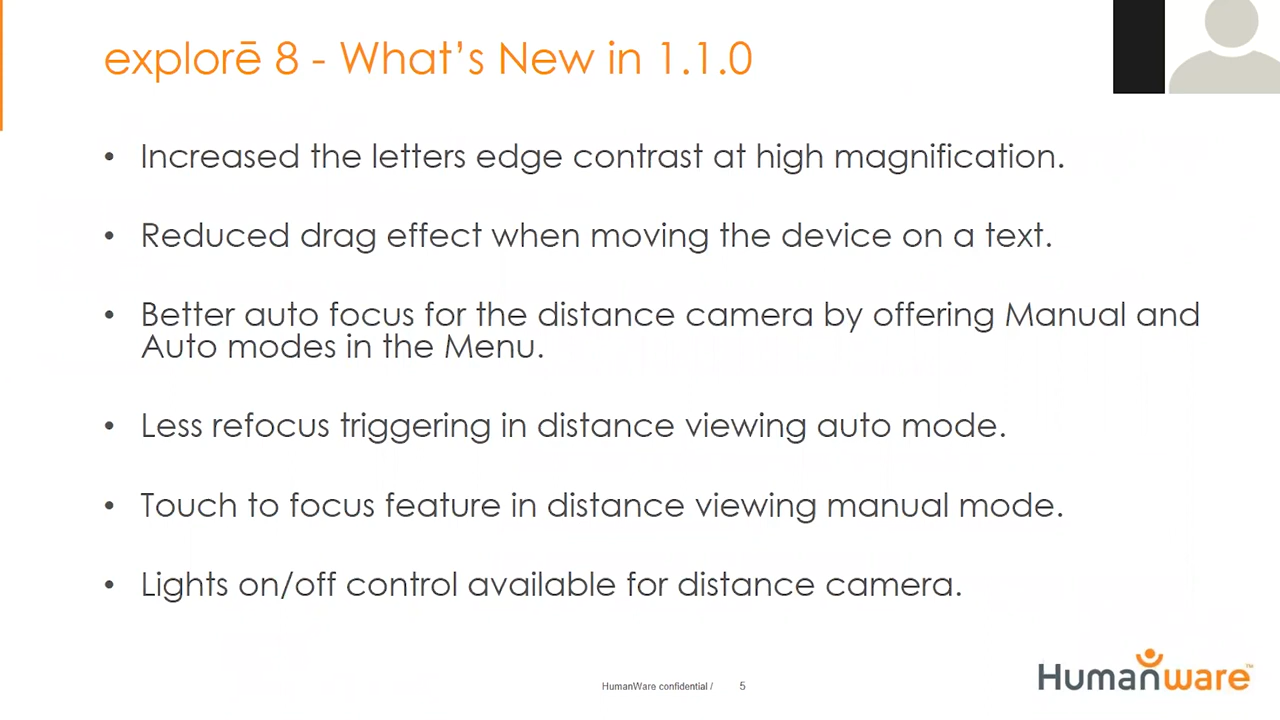 explorē 8 - What's New in 1.1.0
• Increased the letters edge contrast at high magnification.
• Reduced drag effect when moving the device on a text.
• Better auto focus for the distance camera by offering Manual and
Auto modes in the Menu.
• Less refocus triggering in distance viewing auto mode.
• Touch to focus feature in distance viewing manual mode.
• Lights on/off control available for distance camera.
HumanWare confidential / 5
Humanware™